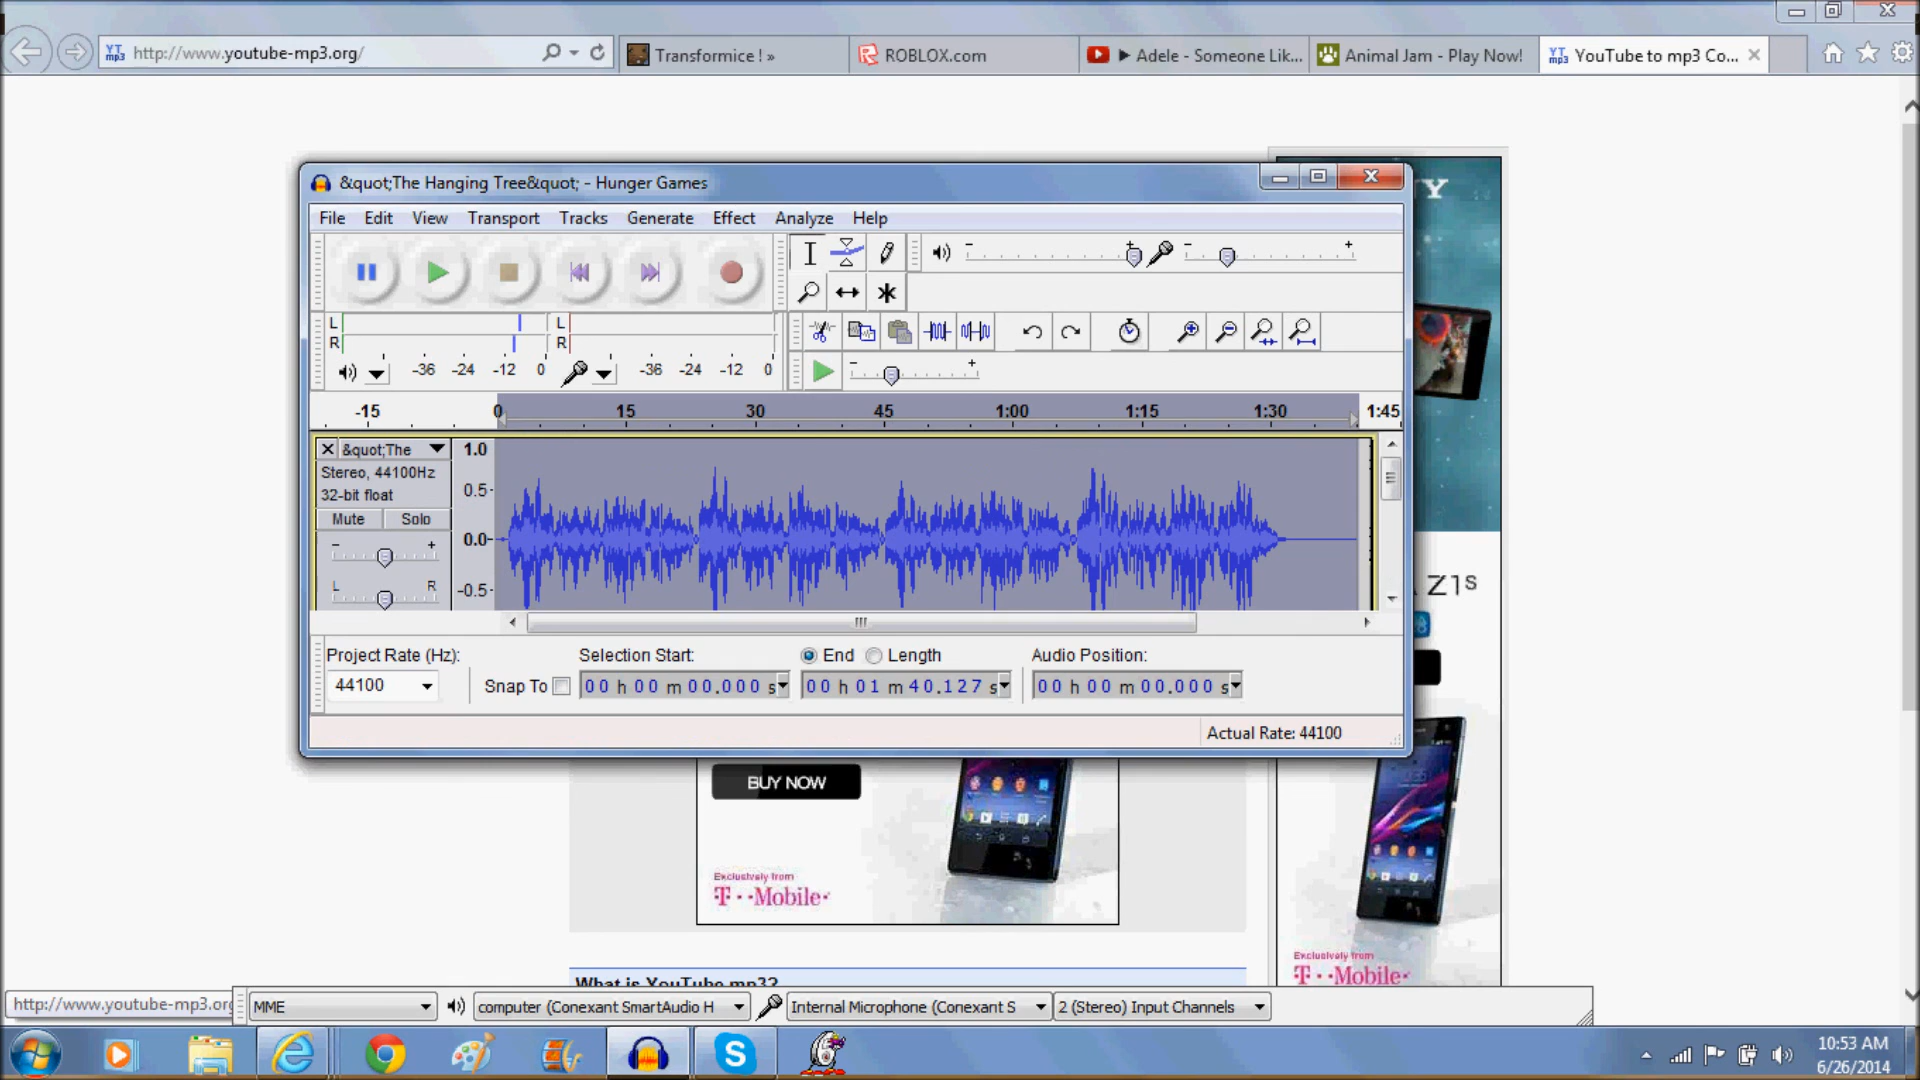 http://www.youtube-mp3.org/
Transformice ! »
ROBLOX.com
► Adele - Someone Lik...
Animal Jam - Play Now!
YT mp3
YouTube to mp3 Co...
&quot;The Hanging Tree&quot; - Hunger Games
File Edit View Transport Tracks Generate Effect Analyze Help
L
R
-36 -24 -12 0
L
R
-36 -24 -12 0
-15 0 15 30 45 1:00 1:15 1:30 1:45
&quot;The
Stereo, 44100Hz
32-bit float
Mute Solo
- +
L R
1.0
0.5-
0.0-
-0.5-
Project Rate (Hz):
44100
Snap To
Selection Start:
00 h 00 m 00.000 s
End Length
00 h 01 m 40.127 s
Audio Position:
00 h 00 m 00.000 s
Actual Rate: 44100
Y
Z1s
BUY NOW
Exclusively from
T··Mobile·
Exclusively from
T··Mobile·
What is YouTube mp3?
http://www.youtube-mp3.org
MME
computer (Conexant SmartAudio H
Internal Microphone (Conexant S
2 (Stereo) Input Channels
10:53 AM
6/26/2014